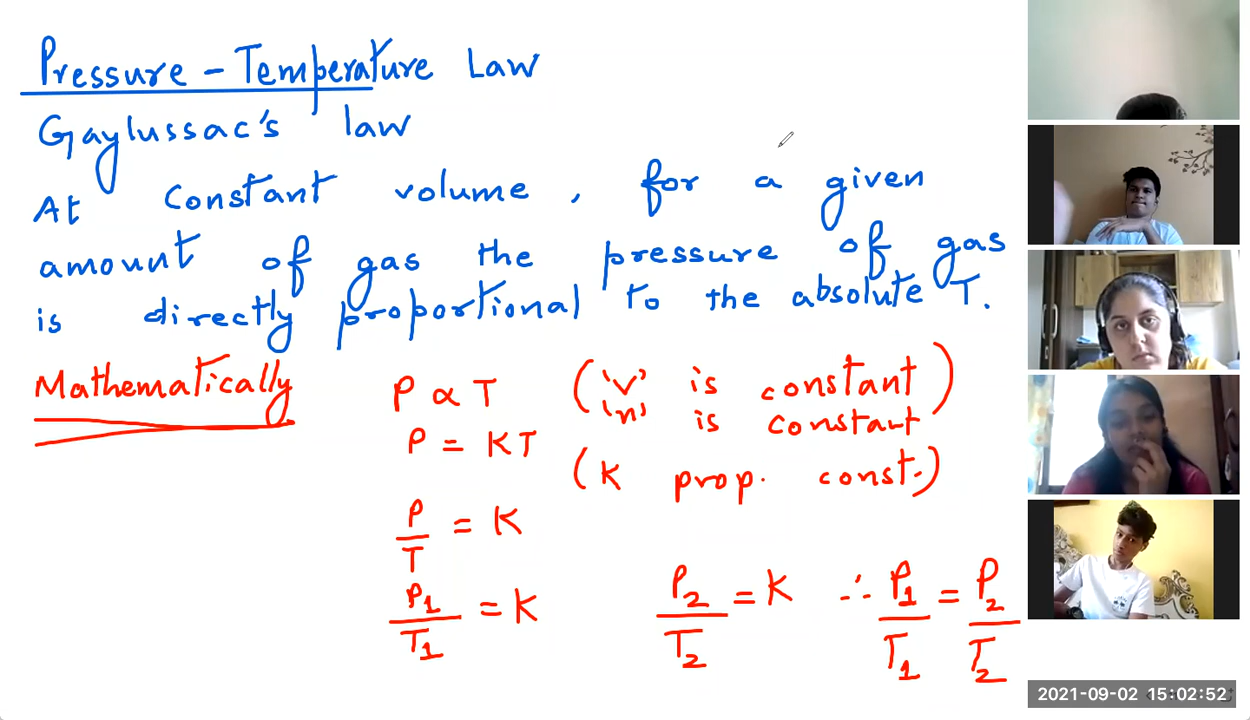 Pressure - Temperature Law
Gaylussac's law
At constant volume, for a given
amount of gas the pressure of gas
is directly proportional to the absolute T.
Mathematically
P ∝ T ('V' is constant
'n' is constant)
P = KT
(K prop. const.)
P/T = K
P1/T1 = K P2/T2 = K ∴ P1/T1 = P2/T2
2021-09-02 15:02:52